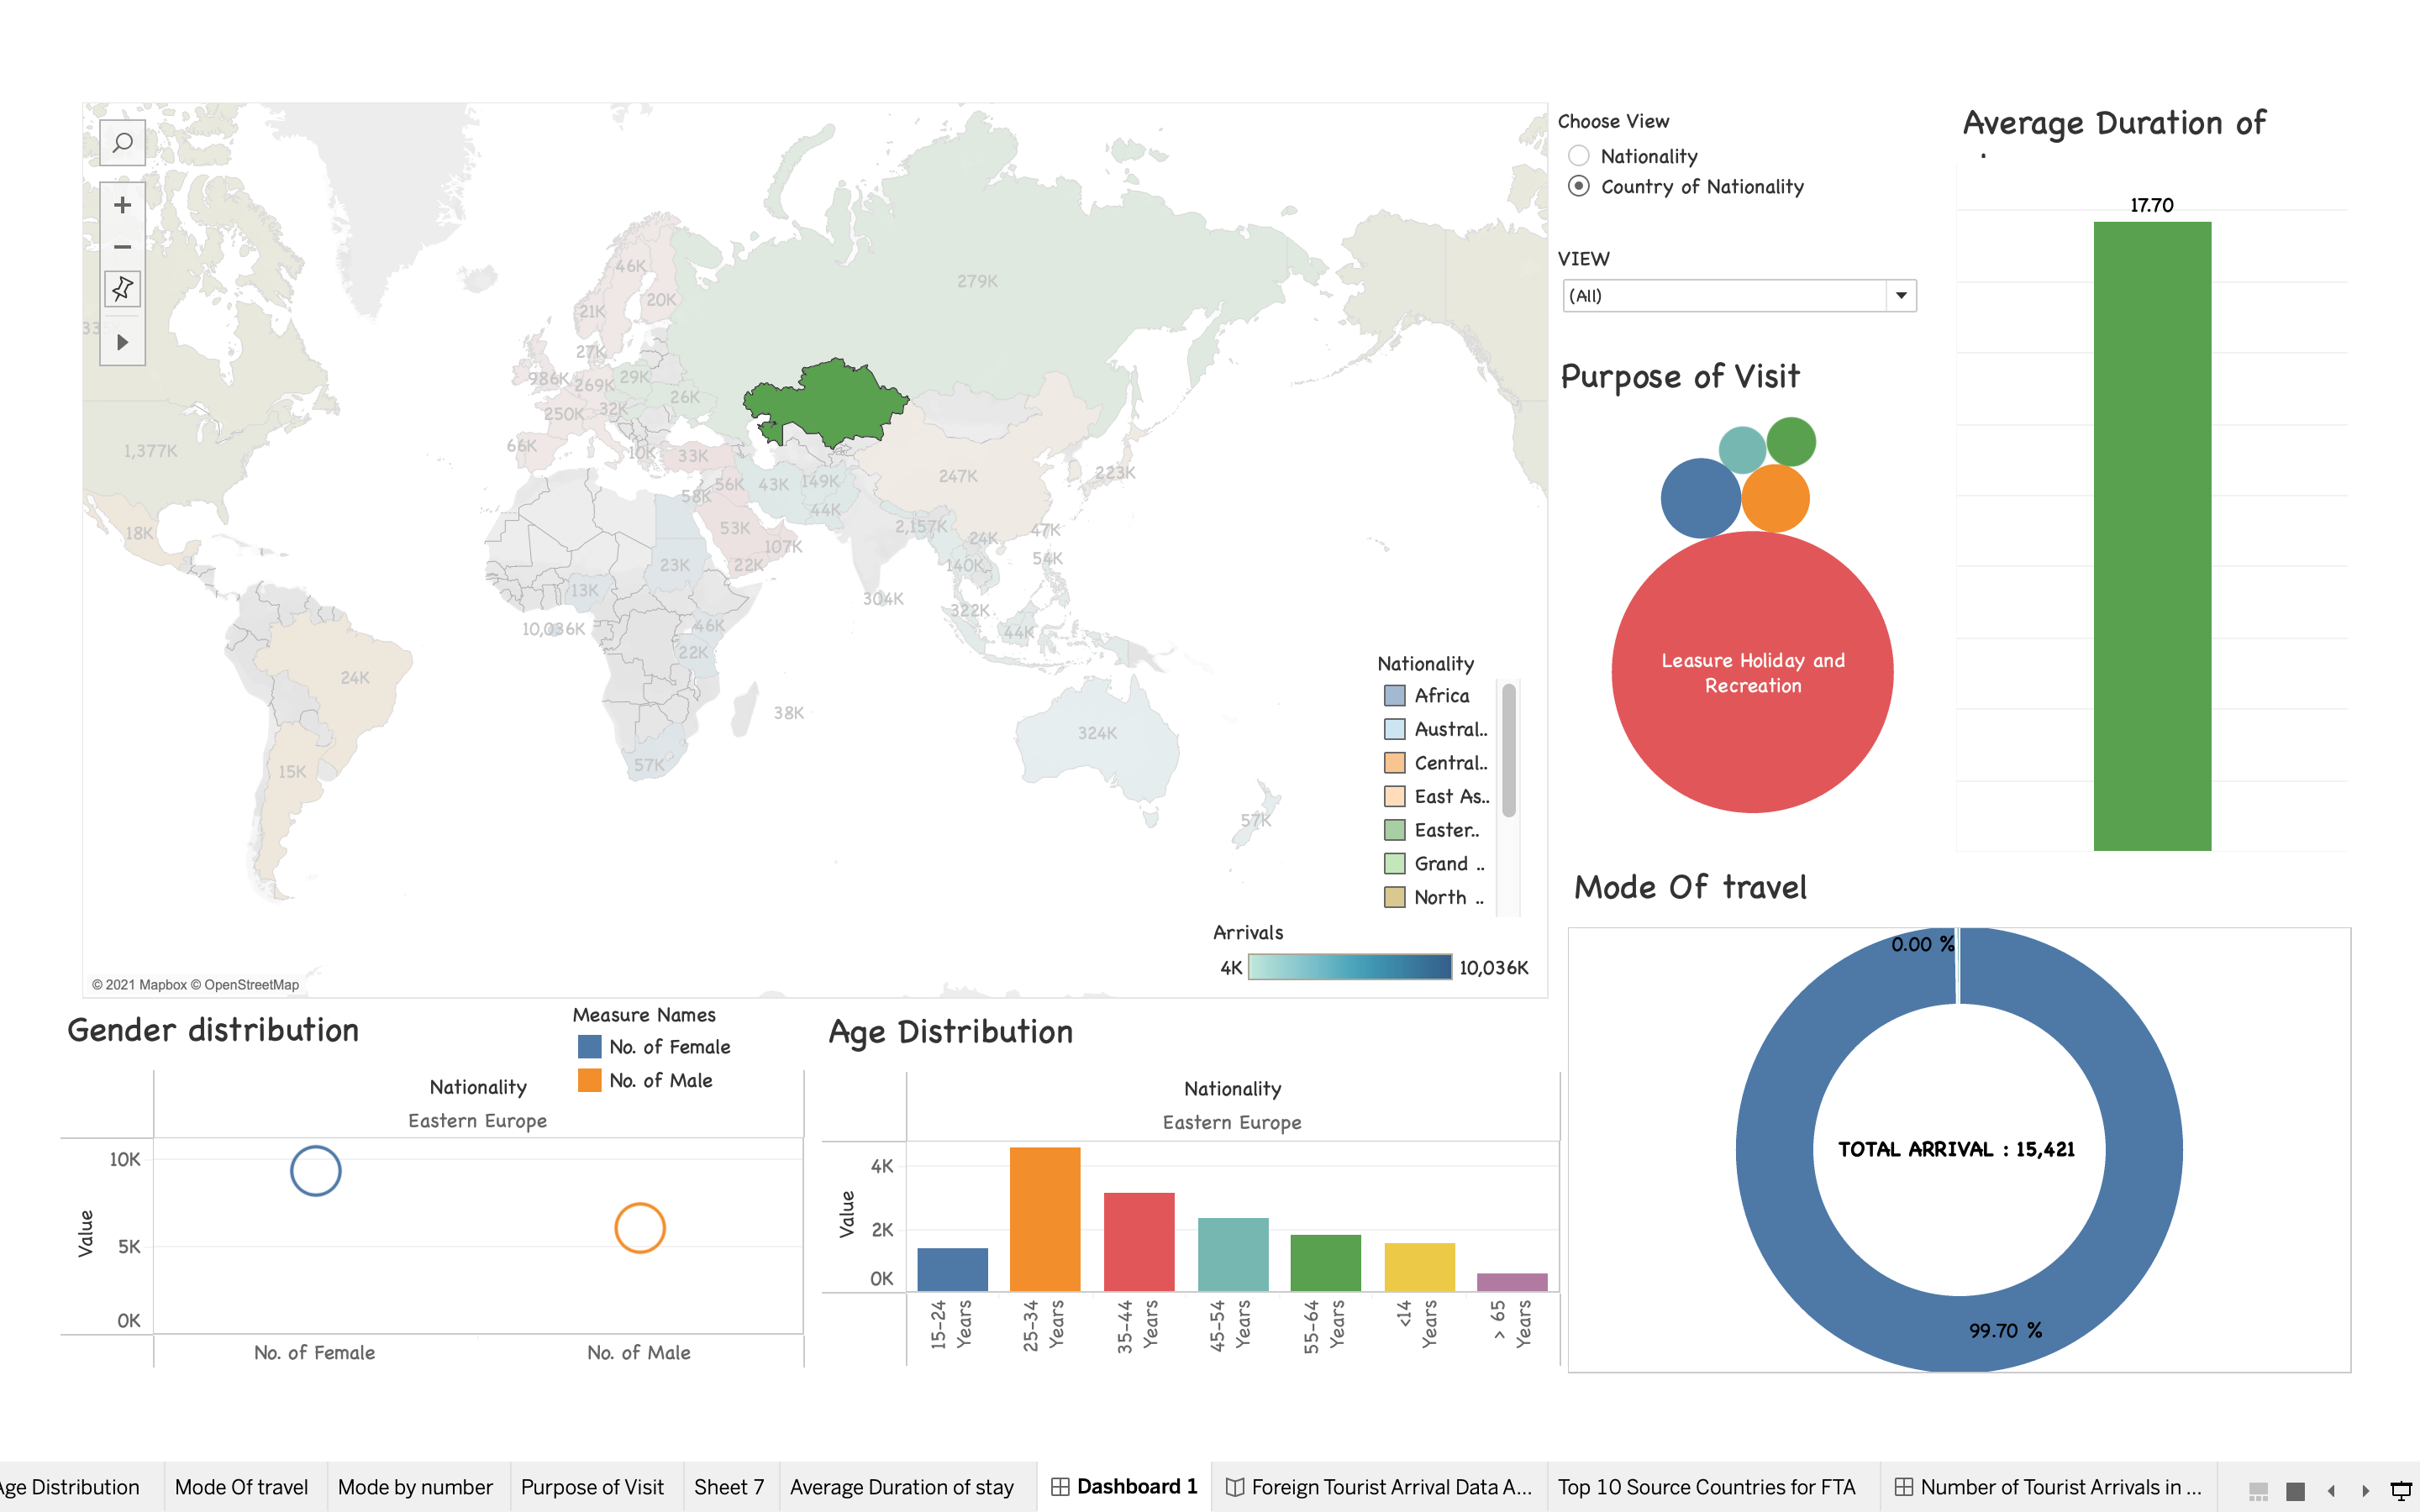 Average Duration of
Choose View
Nationality
Country of Nationality
VIEW
(All)
17.70
Purpose of Visit
Leasure Holiday and
Recreation
46K
279K
20K
21K
27K
986K
269K
29K
26K
250K
32K
66K
10K
33K
1,377K
18K
56K
58K
43K
149K
44K
247K
223K
53K
107K
22K
2,157K
24K
47K
54K
140K
23K
13K
304K
322K
44K
10,036K
46K
22K
24K
38K
324K
15K
57K
57K
Nationality
Africa
Austral..
Central..
East As..
Easter..
Grand ..
North ..
Arrivals
4K
10,036K
© 2021 Mapbox © OpenStreetMap
Mode Of travel
0.00 %
TOTAL ARRIVAL : 15,421
99.70 %
Gender distribution
Measure Names
No. of Female
No. of Male
Nationality
Eastern Europe
10K
5K
0K
Value
No. of Female
No. of Male
Age Distribution
Nationality
Eastern Europe
4K
2K
0K
Value
15-24
Years
25-34
Years
35-44
Years
45-54
Years
55-64
Years
<14
Years
> 65
Years
Age Distribution
Mode Of travel
Mode by number
Purpose of Visit
Sheet 7
Average Duration of stay
Dashboard 1
Foreign Tourist Arrival Data A...
Top 10 Source Countries for FTA
Number of Tourist Arrivals in ...